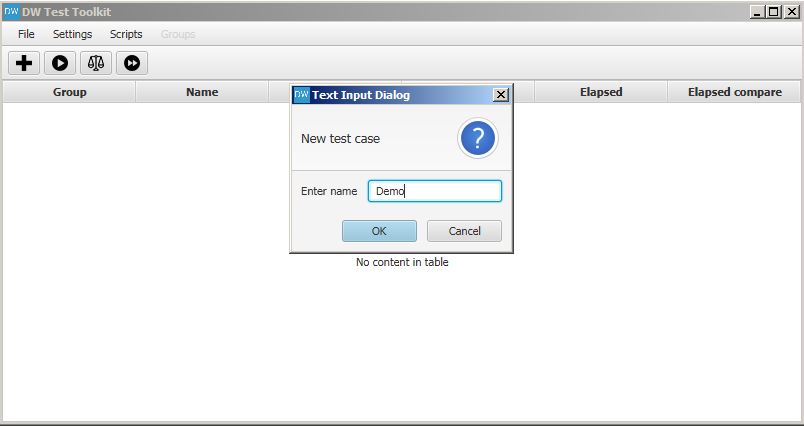 DW DW Test Toolkit
File Settings Scripts Groups
Group Name Elapsed Elapsed compare
DW Text Input Dialog
New test case ?
Enter name Demo
OK Cancel
No content in table